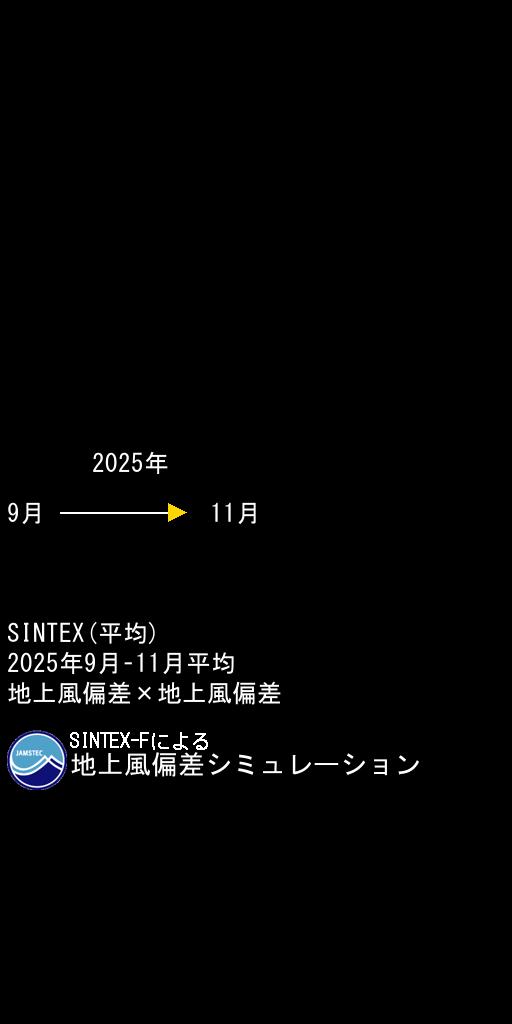 2025年
9月 11月
SINTEX(平均)
2025年9月-11月平均
地上風偏差×地上風偏差
JAMSTEC
SINTEX-Fによる
地上風偏差シミュレーション